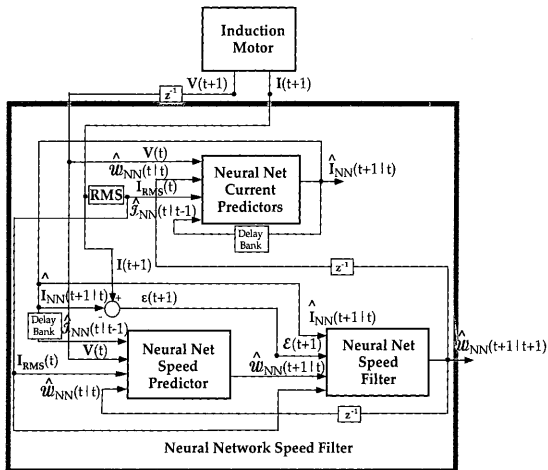 Induction
Motor
V(t+1)
I(t+1)
z⁻¹
V(t)
𝒲̂NN(t|t)
IRMS(t)
RMS
ℐ̂NN(t|t-1)
Neural Net
Current
Predictors
ÎNN(t+1|t)
Delay
Bank
I(t+1)
z⁻¹
ÎNN(t+1|t)
+
-
ε(t+1)
ÎNN(t+1|t)
Delay
Bank
ℐ̂NN(t|t-1)
V(t)
IRMS(t)
𝒲̂NN(t|t)
Neural Net
Speed
Predictor
ℰ(t+1)
𝒲̂NN(t+1|t)
Neural Net
Speed
Filter
𝒲̂NN(t+1|t+1)
z⁻¹
Neural Network Speed Filter